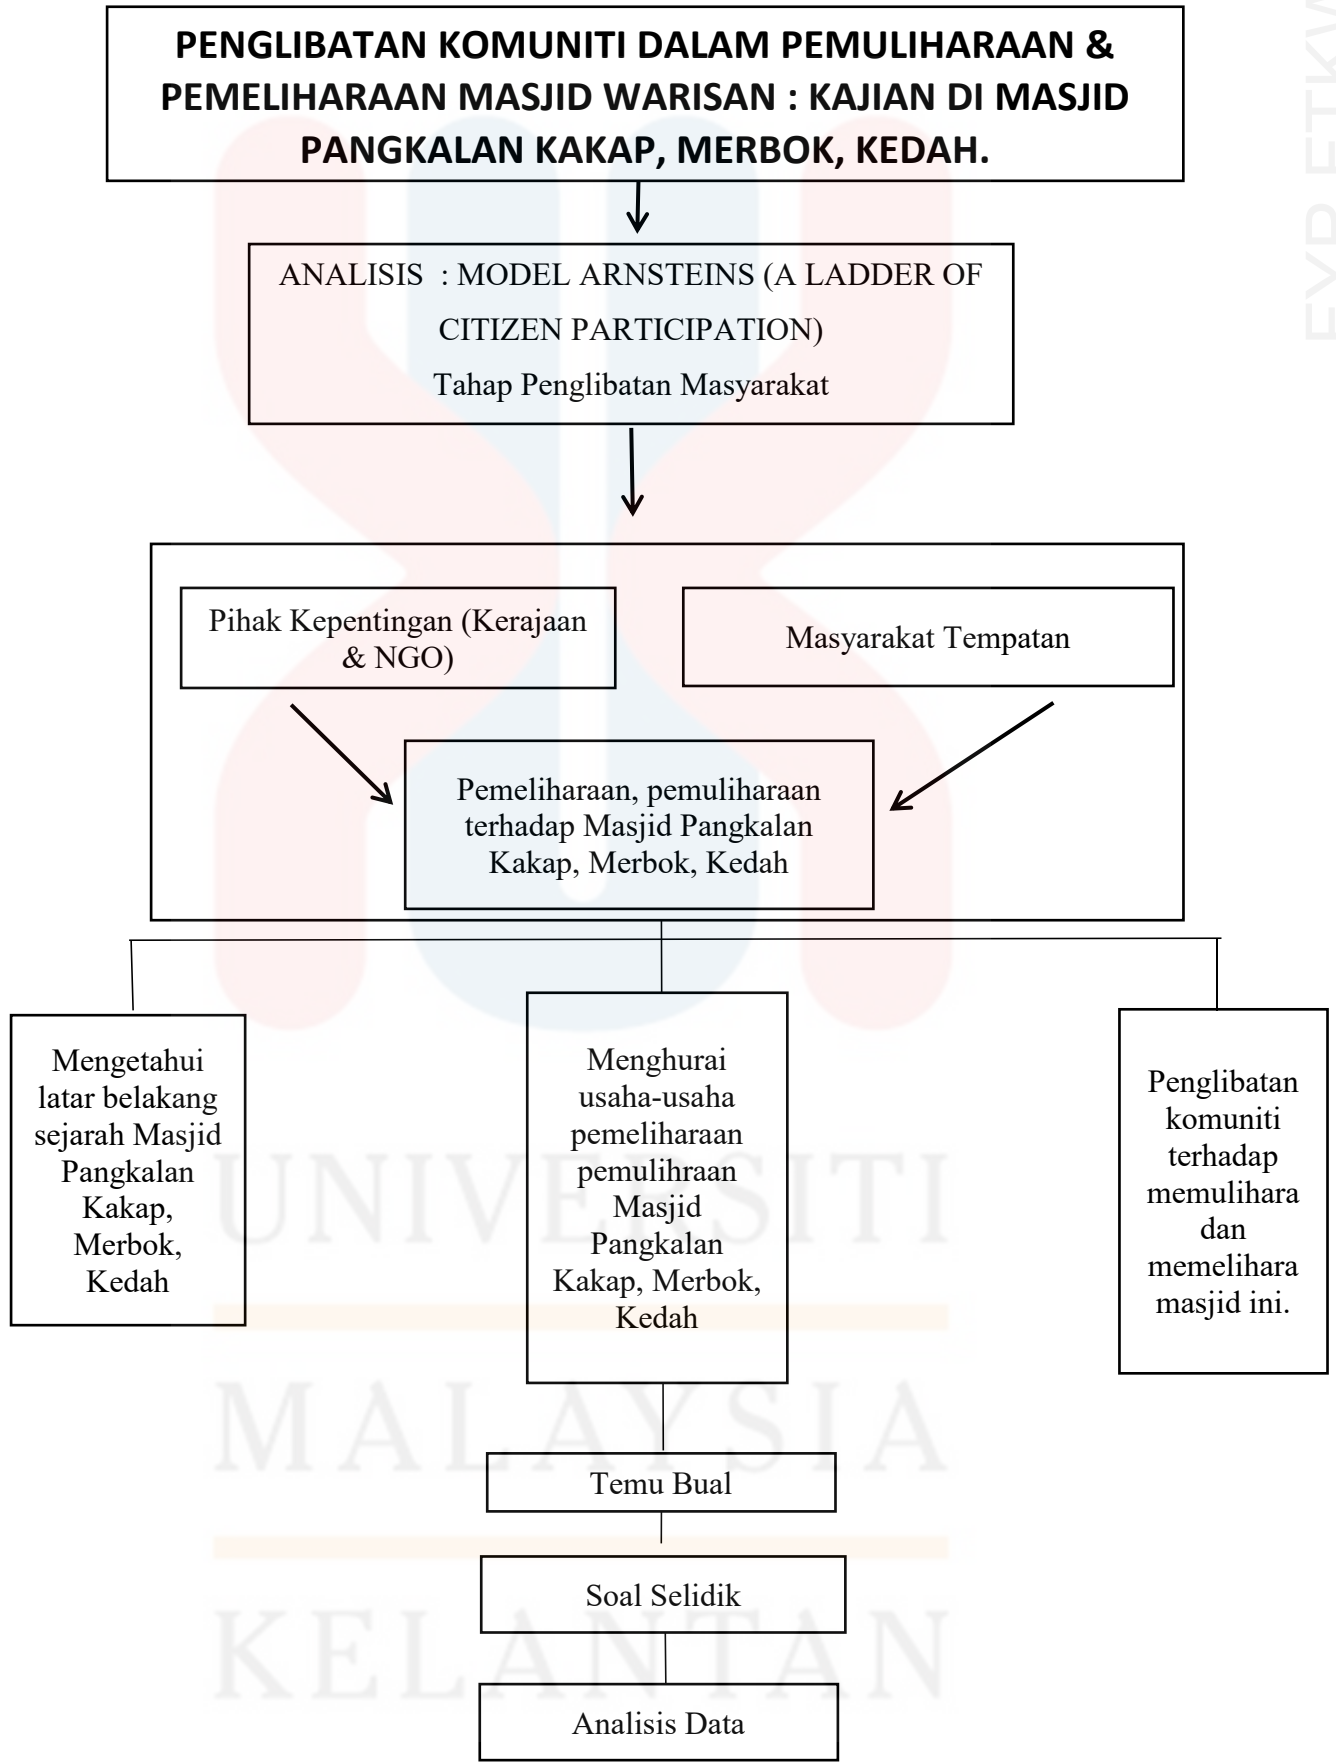 PENGLIBATAN KOMUNITI DALAM PEMULIHARAAN &
PEMELIHARAAN MASJID WARISAN : KAJIAN DI MASJID
PANGKALAN KAKAP, MERBOK, KEDAH.
FYP FTKW
ANALISIS : MODEL ARNSTEINS (A LADDER OF
CITIZEN PARTICIPATION)
Tahap Penglibatan Masyarakat
Pihak Kepentingan (Kerajaan
& NGO)
Masyarakat Tempatan
Pemeliharaan, pemuliharaan
terhadap Masjid Pangkalan
Kakap, Merbok, Kedah
Mengetahui
latar belakang
sejarah Masjid
Pangkalan
Kakap,
Merbok,
Kedah
Menghurai
usaha-usaha
pemeliharaan
pemulihraan
Masjid
Pangkalan
Kakap, Merbok,
Kedah
Penglibatan
komuniti
terhadap
memulihara
dan
memelihara
masjid ini.
Temu Bual
Soal Selidik
Analisis Data
UNIVERSITI
MALAYSIA
KELANTAN